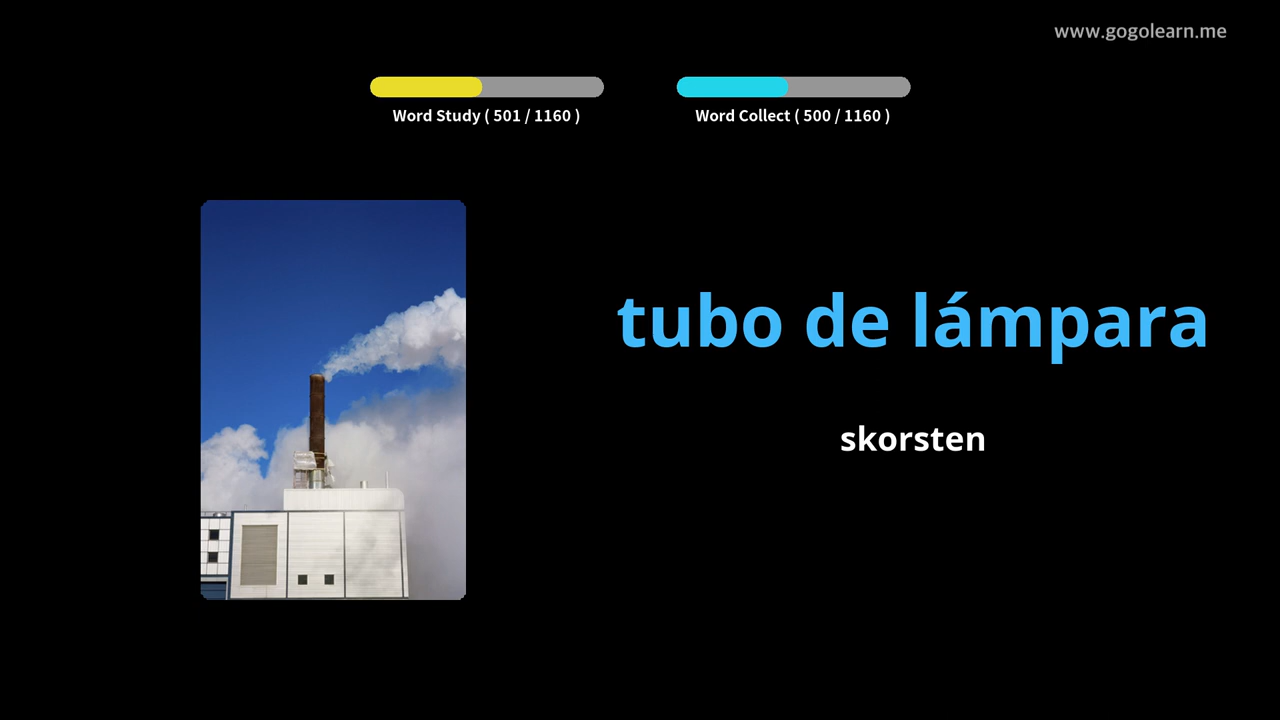 www.gogolearn.me
Word Study ( 501 / 1160 )
Word Collect ( 500 / 1160 )
tubo de lámpara
skorsten